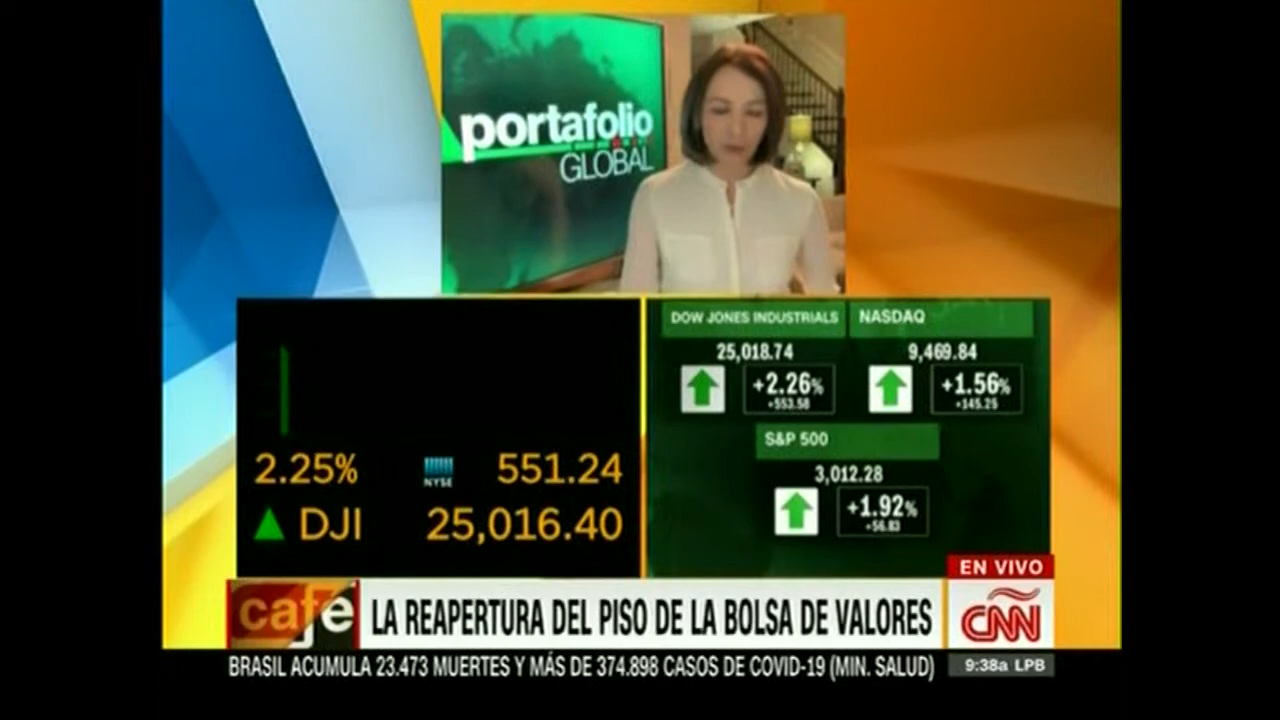 portafolio
GLOBAL
DOW JONES INDUSTRIALS
25,018.74
+2.26%
+553.58
NASDAQ
9,469.84
+1.56%
+145.25
S&P 500
3,012.28
+1.92%
+56.83
2.25% NYSE 551.24
DJI 25,016.40
EN VIVO
café LA REAPERTURA DEL PISO DE LA BOLSA DE VALORES CNN
BRASIL ACUMULA 23.473 MUERTES Y MÁS DE 374.898 CASOS DE COVID-19 (MIN. SALUD) 9:38a LPB